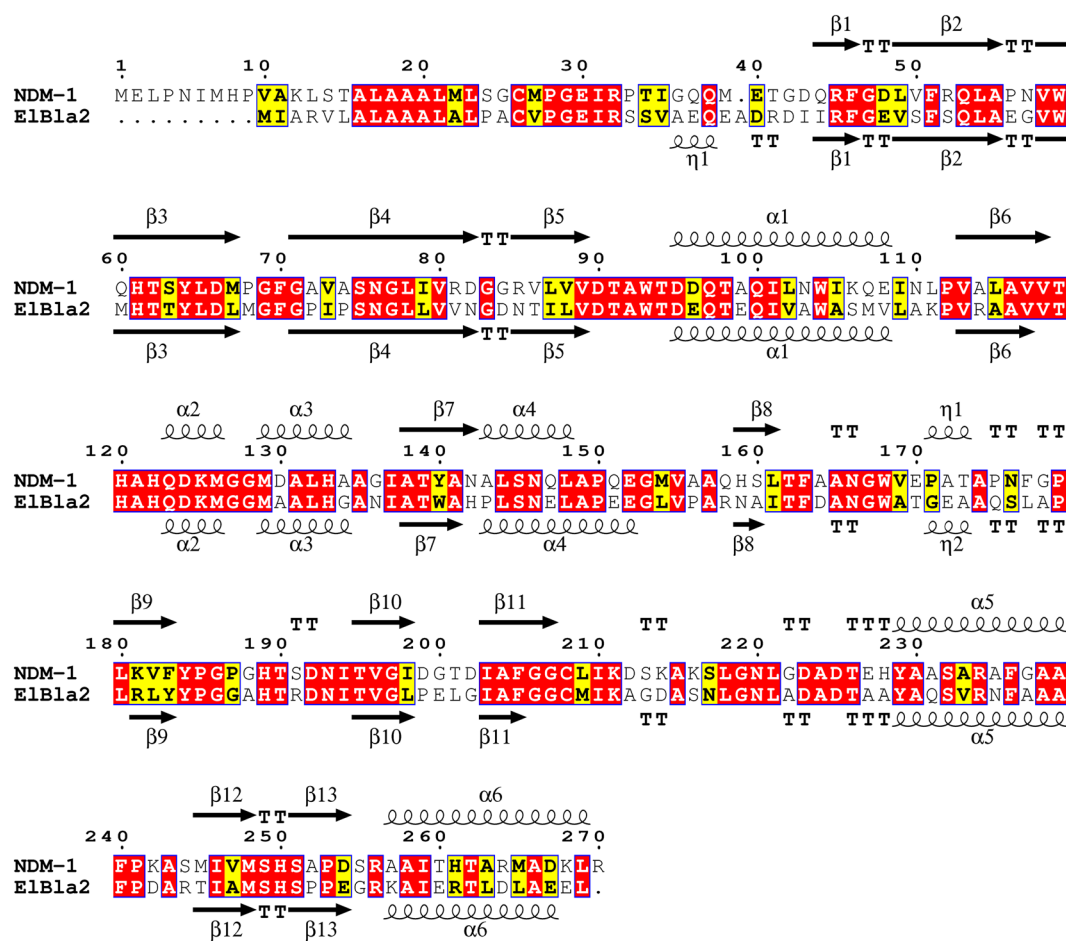 β1 β2
TT TT
1 10 20 30 40 50
NDM-1 MELPNIMHPVAKLSTALAAALMLSGCMPGEIRPTIGQQM.ETGDQRFGDLVFRQLAPNVW
ElBla2 .........MIARVLALAAALALPACVPGEIRSSVAEQEADRDIIRFGEVSFSQLAEGVW
TT TT TT
η1 β1 β2
β3 β4 β5 α1 β6
TT
60 70 80 90 100 110
NDM-1 QHTSYLDMPGFGAVASNGLIVRDGGRVLVVDTAWTDDQTAQILNWIKQEINLPVALAVVT
ElBla2 MHTTYLDLMGFGPIPSNGLLVVNGDNTILVDTAWTDEQTEQIVAWASMVLAKPVRAAVVT
TT
β3 β4 β5 α1 β6
α2 α3 β7 α4 β8 η1
TT TT TT
120 130 140 150 160 170
NDM-1 HAHQDKMGGMDALHAAGIATYANALSNQLAPQEGMVAAQHSLTFAANGWVEPATAPNFGP
ElBla2 HAHQDKMGGMAALHGANIATWAHPLSNELAPEEGLVPARNAITFDANGWATGEAAQSLAP
TT TT TT
α2 α3 β7 α4 β8 η2
β9 β10 β11 α5
TT TT TT TTT
180 190 200 210 220 230
NDM-1 LKVFYPGPGHTSDNITVGIDGTDIAFGGCLIKDSKAKSLGNLGDADTEHYAASARAFGAA
ElBla2 LRLYYPGGAHTRDNITVGLPELGIAFGGCMIKAGDASNLGNLADADTAAYAQSVRNFAAA
TT TT TTT
β9 β10 β11 α5
β12 β13 α6
TT
240 250 260 270
NDM-1 FPKASMIVMSHSAPDSRAAITHTARMADKLR
ElBla2 FPDARTIAMSHSPPEGRKAIERTLDLAEEL.
TT
β12 β13 α6